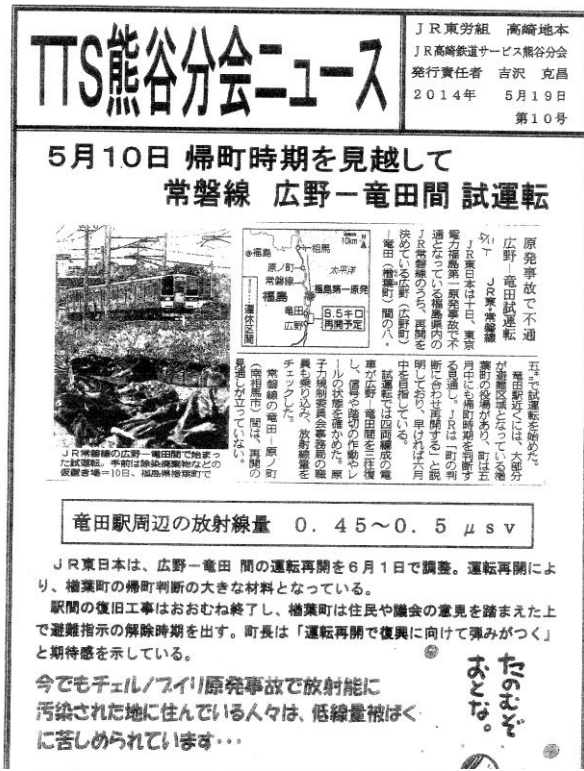 TTS熊谷分会ニュース
JR東労組 高崎地本
JR高崎鉄道サービス熊谷分会
発行責任者 吉沢 克昌
2014年 5月19日
第10号
5月10日 帰町時期を見越して
常磐線 広野ー竜田間 試運転
原発事故で不通
広野―竜田試運転
5/11 JR東・常磐線
JR東日本は十日、東京
電力福島第一原発事故で不
通となっている福島県内の
JR常磐線のうち、再開を
決めている広野(広野町)
―竜田(楢葉町)間の八・
五㌔で試運転を始めた。
竜田駅近くには、大部分
が避難区域となっている楢
葉町の役場があり、町は五
月中にも帰町時期を判断す
る見通し。JRは「町の判
断に合わせ再開する」と説
明しており、早ければ六月
中を目指している。
試運転では四両編成の電
車が広野―竜田間を三往復
し、信号や踏切の作動やレ
ールの状態を確かめた。原
子力規制委員会事務局の職
員も乗り込み、放射線量を
チェックした。
常磐線の竜田―原ノ町
(南相馬市)間は、再開の
見通しが立っていない。
10km
N
福島
相馬
原ノ町
太平洋
常磐線
福島
福島第一原発
竜田
広野
8.5キロ
再開予定
運休区間
JR常磐線の広野―竜田間で始まっ
た試運転。手前は除染廃棄物などの
仮置き場=10日、福島県楢葉町で
竜田駅周辺の放射線量 0.45~0.5 μsv
JR東日本は、広野ー竜田 間の運転再開を6月1日で調整。運転再開によ
り、楢葉町の帰町判断の大きな材料となっている。
駅間の復旧工事はおおむね終了し、楢葉町は住民や議会の意見を踏まえた上
で避難指示の解除時期を出す。町長は「運転再開で復興に向けて弾みがつく」
と期待感を示している。
今でもチェルノブイリ原発事故で放射能に
汚染された地に住んでいる人々は、低線量被ばく
に苦しめられています・・・
たのむぞ
おとな。